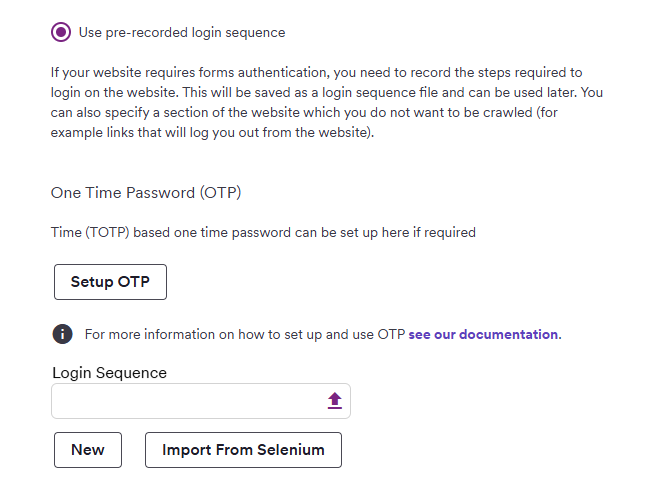 Use pre-recorded login sequence
If your website requires forms authentication, you need to record the steps required to
login on the website. This will be saved as a login sequence file and can be used later. You
can also specify a section of the website which you do not want to be crawled (for
example links that will log you out from the website).
One Time Password (OTP)
Time (TOTP) based one time password can be set up here if required
Setup OTP
For more information on how to set up and use OTP see our documentation.
Login Sequence
New Import From Selenium